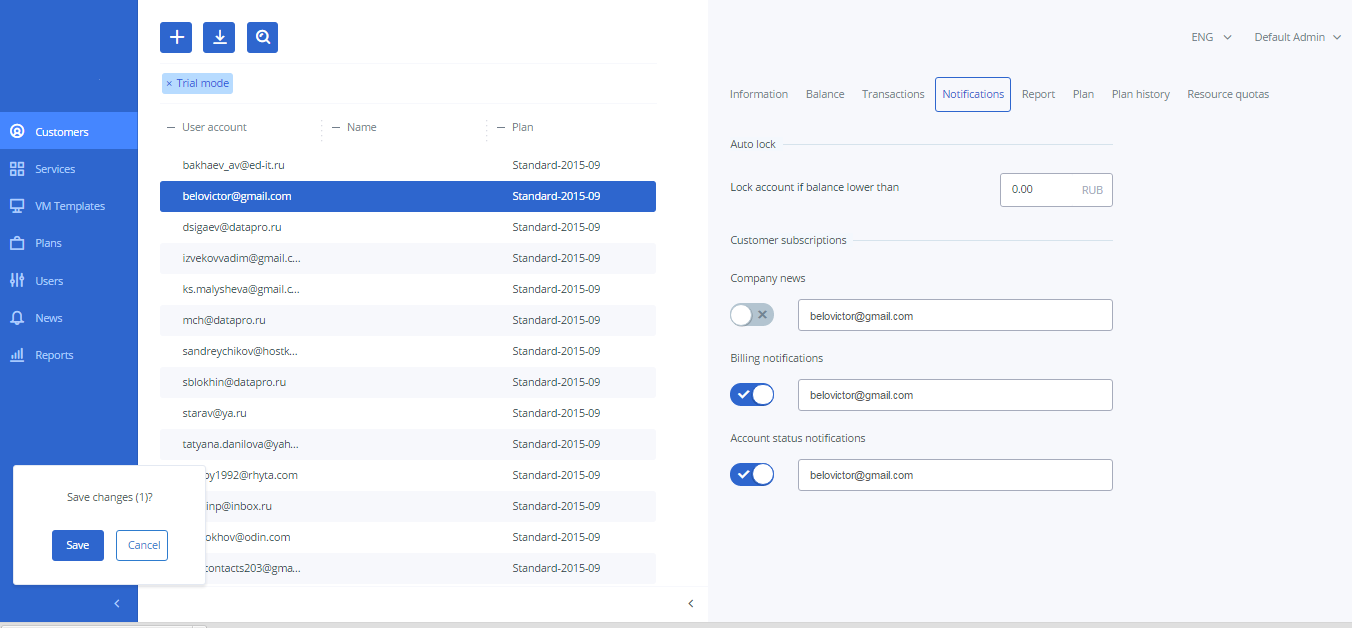 ENG
Default Admin
× Trial mode
Customers
Services
VM Templates
Plans
Users
News
Reports
User account Name Plan
bakhaev_av@ed-it.ru Standard-2015-09
belovictor@gmail.com Standard-2015-09
dsigaev@datapro.ru Standard-2015-09
izvekovvadim@gmail.c... Standard-2015-09
ks.malysheva@gmail.c... Standard-2015-09
mch@datapro.ru Standard-2015-09
sandreychikov@hostk... Standard-2015-09
sblokhin@datapro.ru Standard-2015-09
starav@ya.ru Standard-2015-09
tatyana.danilova@yah... Standard-2015-09
by1992@rhyta.com Standard-2015-09
inp@inbox.ru Standard-2015-09
okhov@odin.com Standard-2015-09
contacts203@gma... Standard-2015-09
Save changes (1)?
Save Cancel
Information Balance Transactions Notifications Report Plan Plan history Resource quotas
Auto lock
Lock account if balance lower than 0.00 RUB
Customer subscriptions
Company news
belovictor@gmail.com
Billing notifications
belovictor@gmail.com
Account status notifications
belovictor@gmail.com